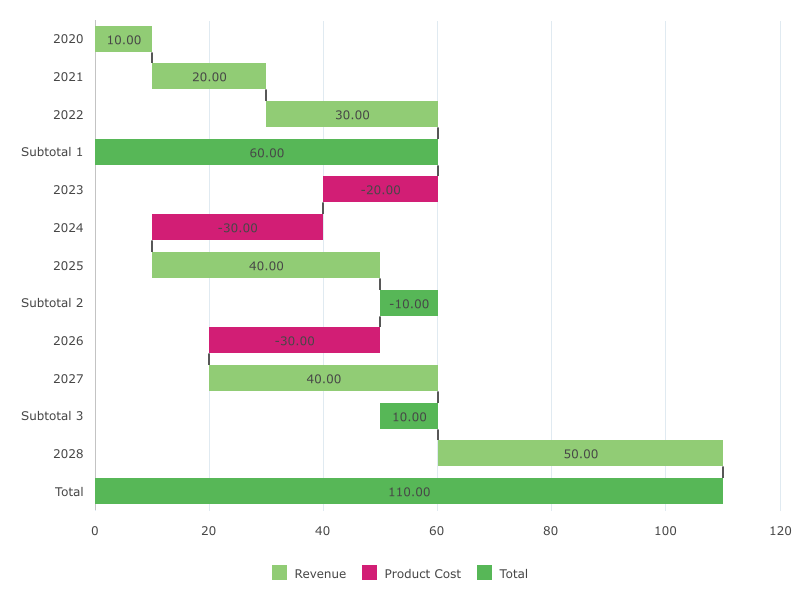 2020 10.00
2021 20.00
2022 30.00
Subtotal 1 60.00
2023 -20.00
2024 -30.00
2025 40.00
Subtotal 2 -10.00
2026 -30.00
2027 40.00
Subtotal 3 10.00
2028 50.00
Total 110.00
0 20 40 60 80 100 120
Revenue Product Cost Total